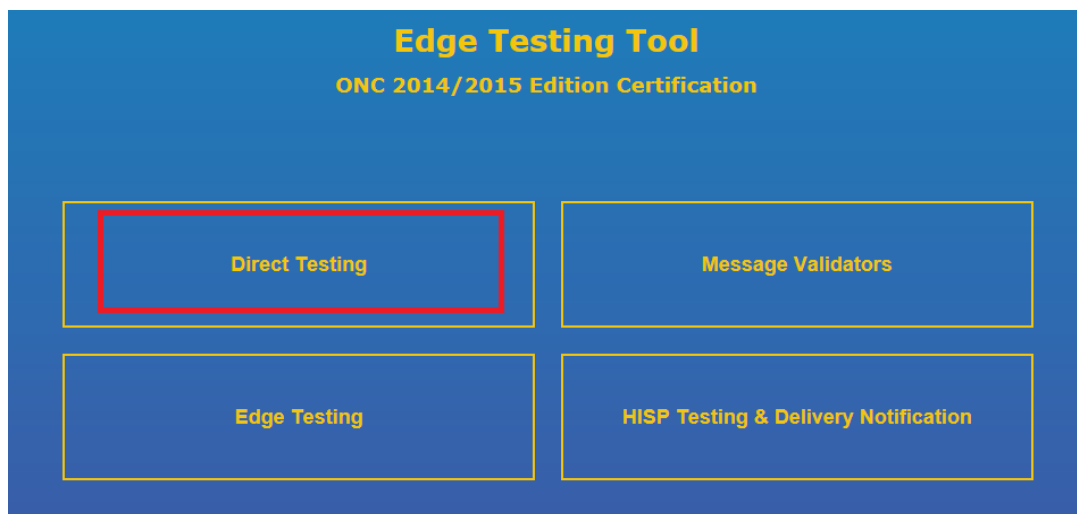 Edge Testing Tool
ONC 2014/2015 Edition Certification
Direct Testing
Message Validators
Edge Testing
HISP Testing & Delivery Notification